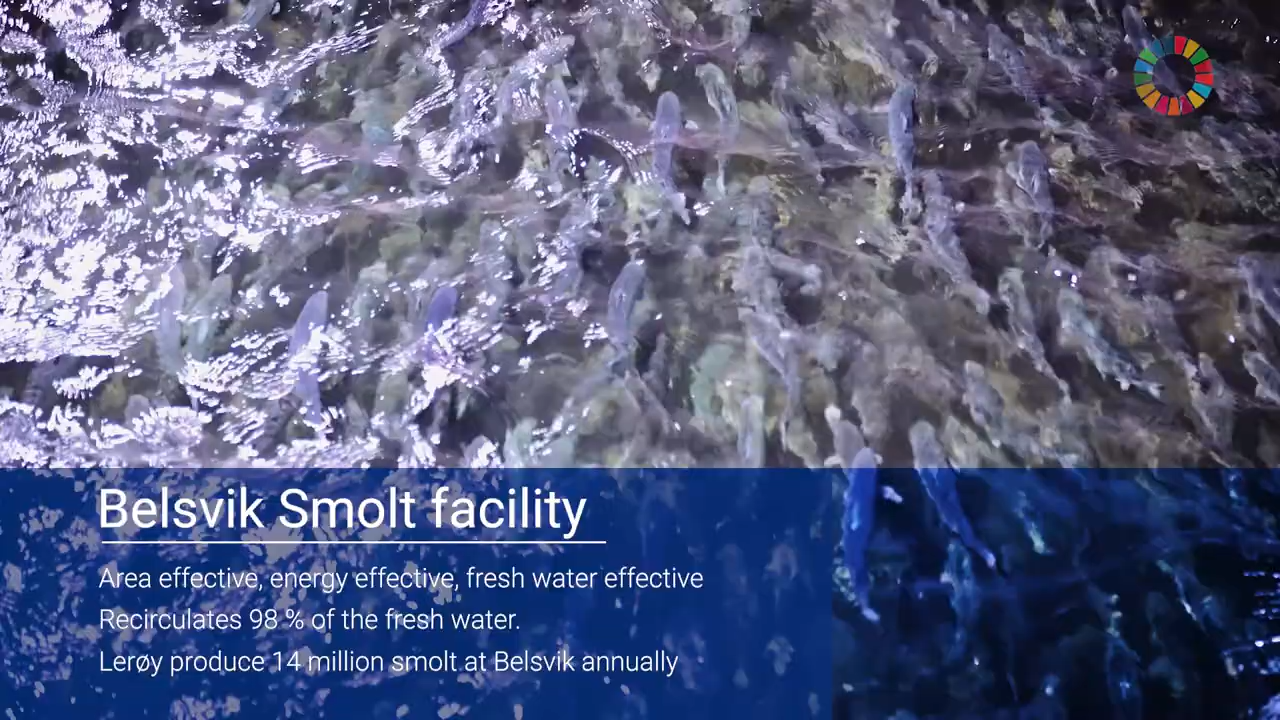 Belsvik Smolt facility
Area effective, energy effective, fresh water effective
Recirculates 98 % of the fresh water.
Lerøy produce 14 million smolt at Belsvik annually